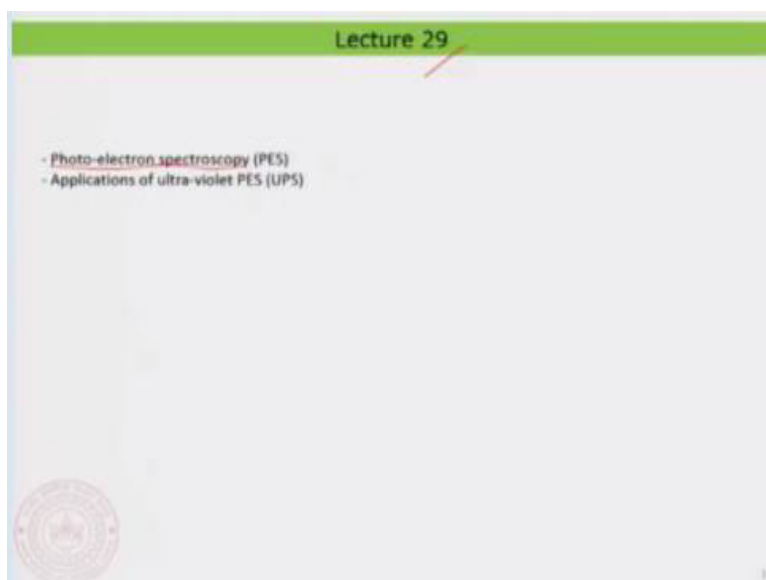 Lecture 29
- Photo-electron spectroscopy (PES)
- Applications of ultra-violet PES (UPS)